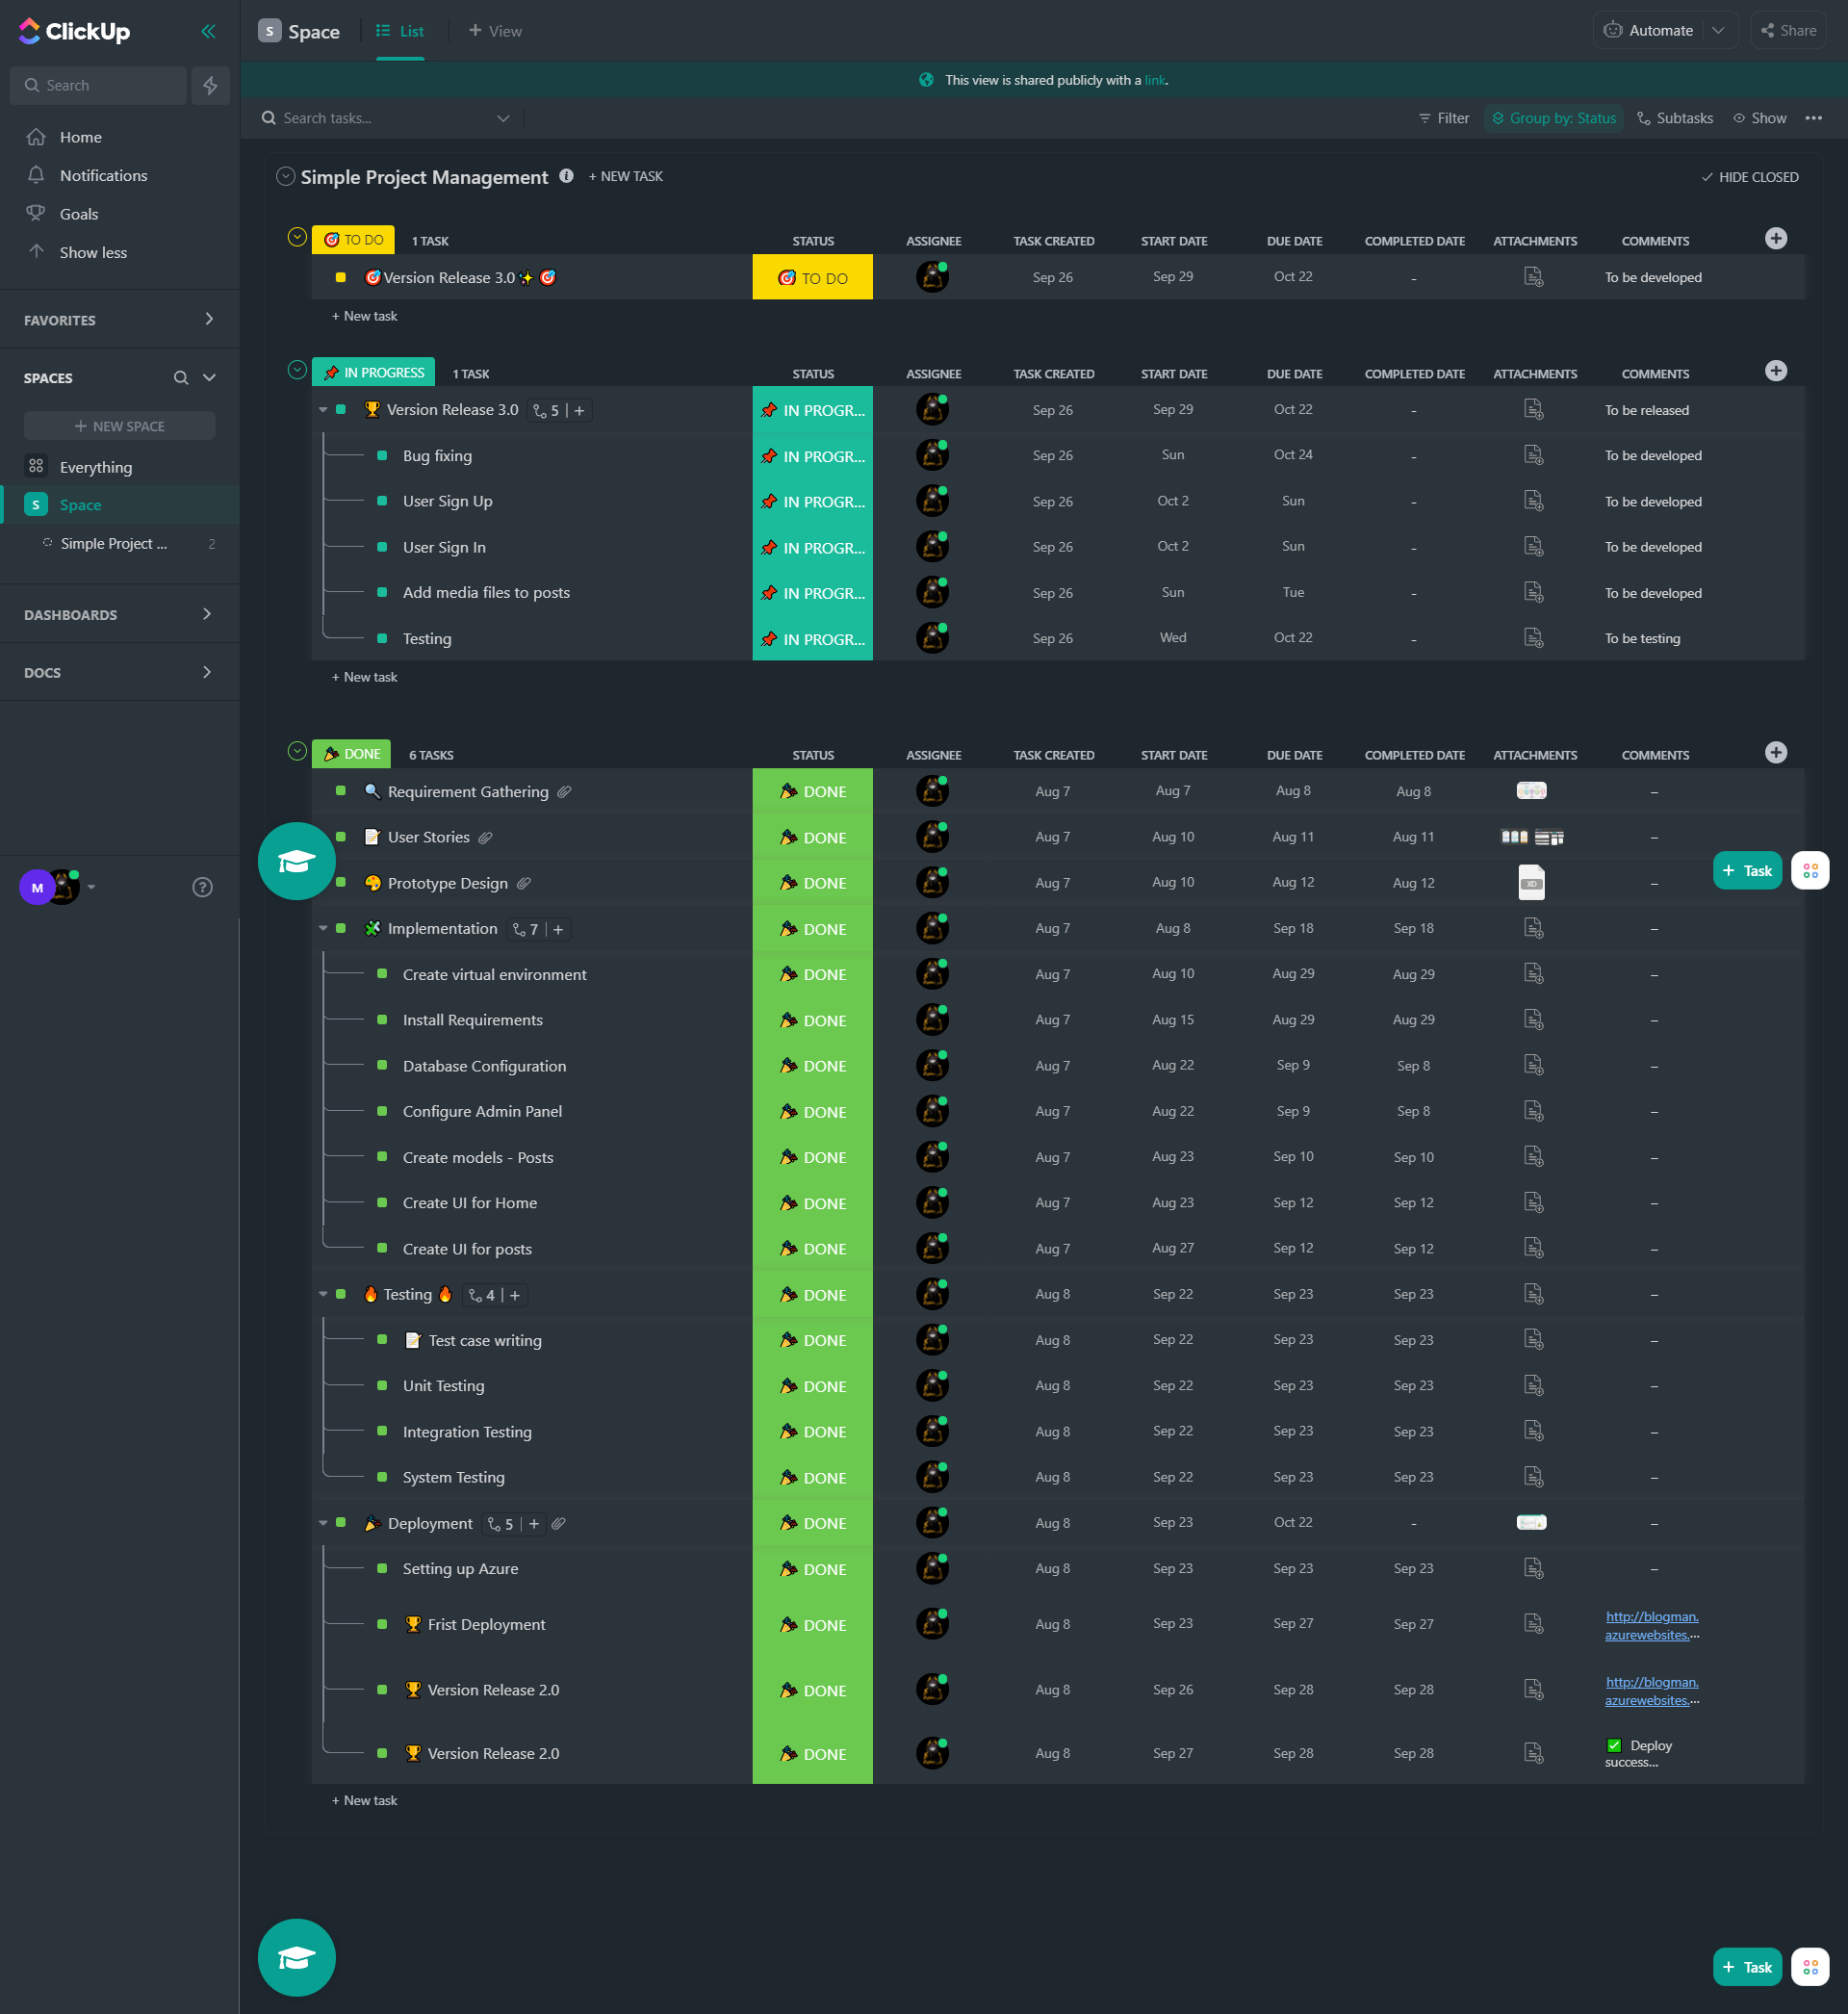 ClickUp
Search
Home
Notifications
Goals
Show less
FAVORITES
SPACES
+ NEW SPACE
Everything
S Space
Simple Project ... 2
DASHBOARDS
DOCS
M
?
S Space List + View
Automate Share
This view is shared publicly with a link.
Search tasks...
Filter Group by: Status Subtasks Show
Simple Project Management + NEW TASK
HIDE CLOSED
TO DO 1 TASK STATUS ASSIGNEE TASK CREATED START DATE DUE DATE COMPLETED DATE ATTACHMENTS COMMENTS
🎯Version Release 3.0✨ 🎯 🎯 TO DO Sep 26 Sep 29 Oct 22 - To be developed
+ New task
📌 IN PROGRESS 1 TASK STATUS ASSIGNEE TASK CREATED START DATE DUE DATE COMPLETED DATE ATTACHMENTS COMMENTS
🏆 Version Release 3.0 5 | + 📌 IN PROGR... Sep 26 Sep 29 Oct 22 - To be released
Bug fixing 📌 IN PROGR... Sep 26 Sun Oct 24 - To be developed
User Sign Up 📌 IN PROGR... Sep 26 Oct 2 Sun - To be developed
User Sign In 📌 IN PROGR... Sep 26 Oct 2 Sun - To be developed
Add media files to posts 📌 IN PROGR... Sep 26 Sun Tue - To be developed
Testing 📌 IN PROGR... Sep 26 Wed Oct 22 - To be testing
+ New task
🎉 DONE 6 TASKS STATUS ASSIGNEE TASK CREATED START DATE DUE DATE COMPLETED DATE ATTACHMENTS COMMENTS
🔍 Requirement Gathering 🎉 DONE Aug 7 Aug 7 Aug 8 Aug 8 –
📝 User Stories 🎉 DONE Aug 7 Aug 10 Aug 11 Aug 11 –
🎨 Prototype Design 🎉 DONE Aug 7 Aug 10 Aug 12 Aug 12 XD –
+ Task
🧩 Implementation 7 | + 🎉 DONE Aug 7 Aug 8 Sep 18 Sep 18 –
Create virtual environment 🎉 DONE Aug 7 Aug 10 Aug 29 Aug 29 –
Install Requirements 🎉 DONE Aug 7 Aug 15 Aug 29 Aug 29 –
Database Configuration 🎉 DONE Aug 7 Aug 22 Sep 9 Sep 8 –
Configure Admin Panel 🎉 DONE Aug 7 Aug 22 Sep 9 Sep 8 –
Create models - Posts 🎉 DONE Aug 7 Aug 23 Sep 10 Sep 10 –
Create UI for Home 🎉 DONE Aug 7 Aug 23 Sep 12 Sep 12 –
Create UI for posts 🎉 DONE Aug 7 Aug 27 Sep 12 Sep 12 –
🔥 Testing 🔥 4 | + 🎉 DONE Aug 8 Sep 22 Sep 23 Sep 23 –
📝 Test case writing 🎉 DONE Aug 8 Sep 22 Sep 23 Sep 23 –
Unit Testing 🎉 DONE Aug 8 Sep 22 Sep 23 Sep 23 –
Integration Testing 🎉 DONE Aug 8 Sep 22 Sep 23 Sep 23 –
System Testing 🎉 DONE Aug 8 Sep 22 Sep 23 Sep 23 –
🎉 Deployment 5 | + 🎉 DONE Aug 8 Sep 23 Oct 22 - –
Setting up Azure 🎉 DONE Aug 8 Sep 23 Sep 23 Sep 23 –
🏆 Frist Deployment 🎉 DONE Aug 8 Sep 23 Sep 27 Sep 27 http://blogman.
azurewebsites....
🏆 Version Release 2.0 🎉 DONE Aug 8 Sep 26 Sep 28 Sep 28 http://blogman.
azurewebsites....
🏆 Version Release 2.0 🎉 DONE Aug 8 Sep 27 Sep 28 Sep 28 ✅ Deploy
success...
+ New task
+ Task